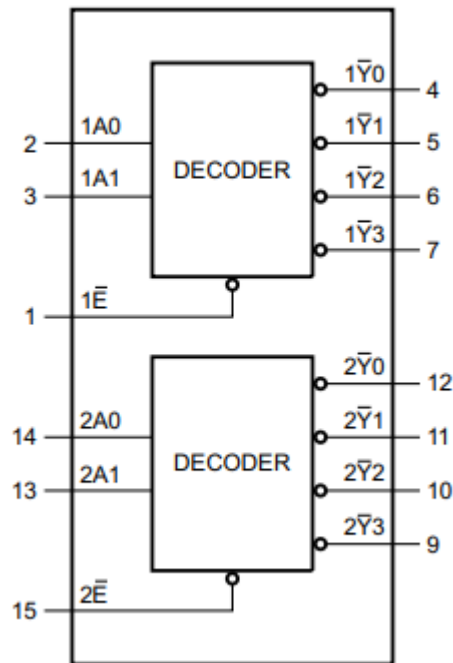 1Y̅0 4
2 1A0 1Y̅1 5
DECODER
3 1A1 1Y̅2 6
1Y̅3 7
1 1E̅
2Y̅0 12
14 2A0 2Y̅1 11
DECODER
13 2A1 2Y̅2 10
2Y̅3 9
15 2E̅